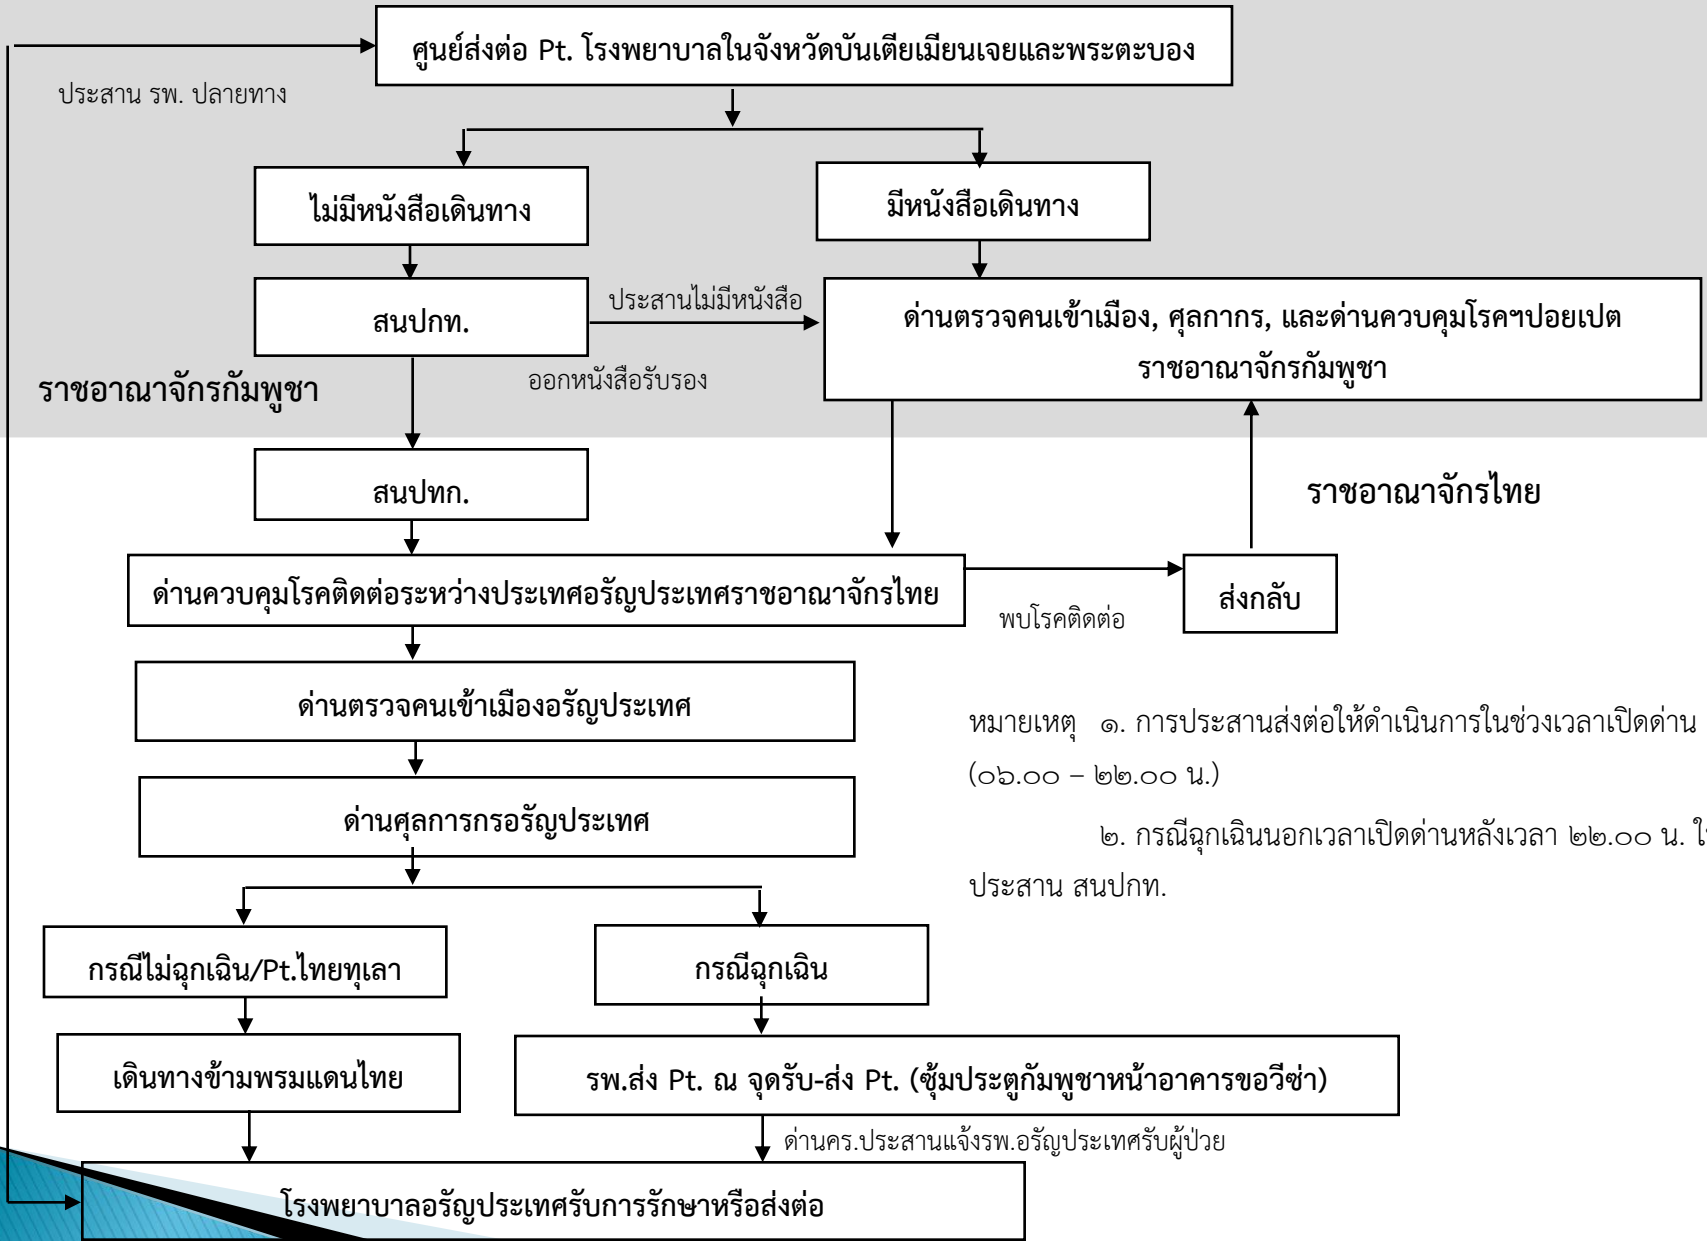 ศูนย์ส่งต่อ Pt. โรงพยาบาลในจังหวัดบันเตียเมียนเจยและพระตะบอง
ประสาน รพ. ปลายทาง
ไม่มีหนังสือเดินทาง
มีหนังสือเดินทาง
สนปกท.
ประสานไม่มีหนังสือ
ด่านตรวจคนเข้าเมือง, ศุลกากร, และด่านควบคุมโรคฯปอยเปต
ราชอาณาจักรกัมพูชา
ออกหนังสือรับรอง
ราชอาณาจักรกัมพูชา
สนปทก.
ราชอาณาจักรไทย
ด่านควบคุมโรคติดต่อระหว่างประเทศอรัญประเทศราชอาณาจักรไทย
ส่งกลับ
พบโรคติดต่อ
ด่านตรวจคนเข้าเมืองอรัญประเทศ
หมายเหตุ ๑. การประสานส่งต่อให้ดำเนินการในช่วงเวลาเปิดด่าน
(๐๖.๐๐ – ๒๒.๐๐ น.)
ด่านศุลการกรอรัญประเทศ
๒. กรณีฉุกเฉินนอกเวลาเปิดด่านหลังเวลา ๒๒.๐๐ น.
ประสาน สนปกท.
กรณีไม่ฉุกเฉิน/Pt.ไทยทุเลา
กรณีฉุกเฉิน
เดินทางข้ามพรมแดนไทย
รพ.ส่ง Pt. ณ จุดรับ-ส่ง Pt. (ซุ้มประตูกัมพูชาหน้าอาคารขอวีซ่า)
ด่านคร.ประสานแจ้งรพ.อรัญประเทศรับผู้ป่วย
โรงพยาบาลอรัญประเทศรับการรักษาหรือส่งต่อ